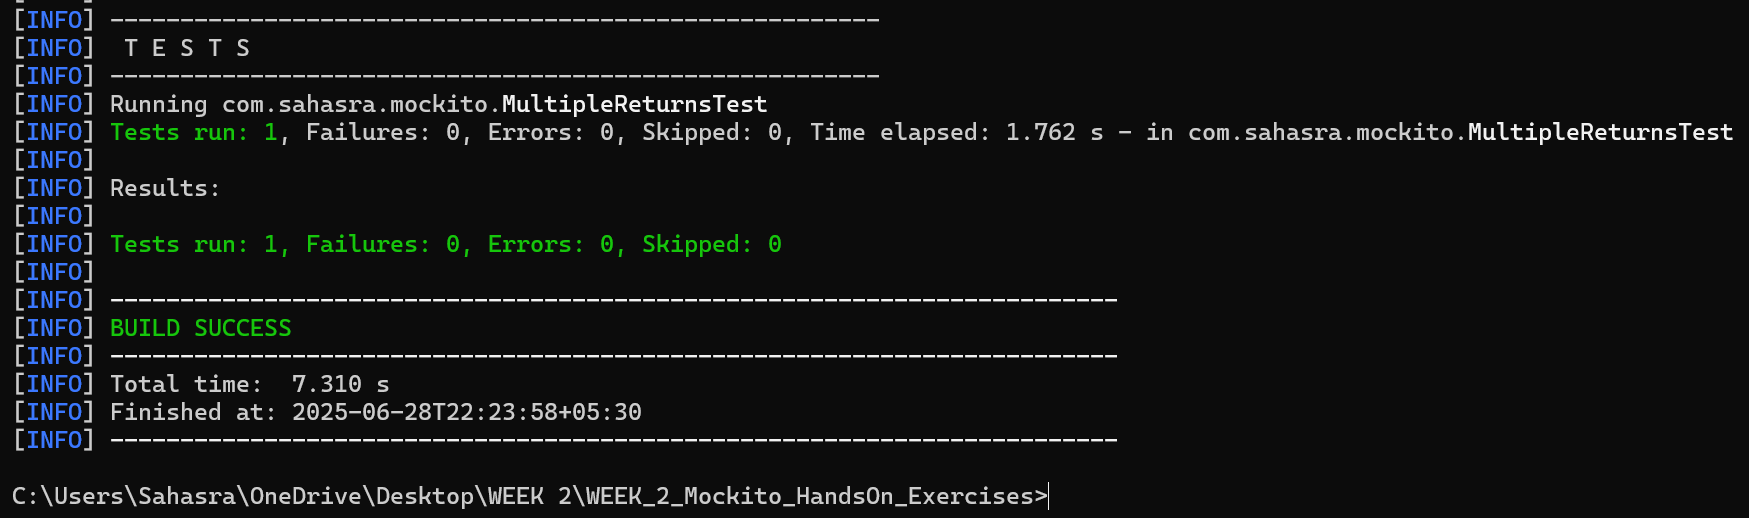 [INFO] -------------------------------------------------------
[INFO]  T E S T S
[INFO] -------------------------------------------------------
[INFO] Running com.sahasra.mockito.MultipleReturnsTest
[INFO] Tests run: 1, Failures: 0, Errors: 0, Skipped: 0, Time elapsed: 1.762 s - in com.sahasra.mockito.MultipleReturnsTest
[INFO]
[INFO] Results:
[INFO]
[INFO] Tests run: 1, Failures: 0, Errors: 0, Skipped: 0
[INFO]
[INFO] ------------------------------------------------------------------------
[INFO] BUILD SUCCESS
[INFO] ------------------------------------------------------------------------
[INFO] Total time:  7.310 s
[INFO] Finished at: 2025-06-28T22:23:58+05:30
[INFO] ------------------------------------------------------------------------
C:\Users\Sahasra\OneDrive\Desktop\WEEK 2\WEEK_2_Mockito_HandsOn_Exercises>